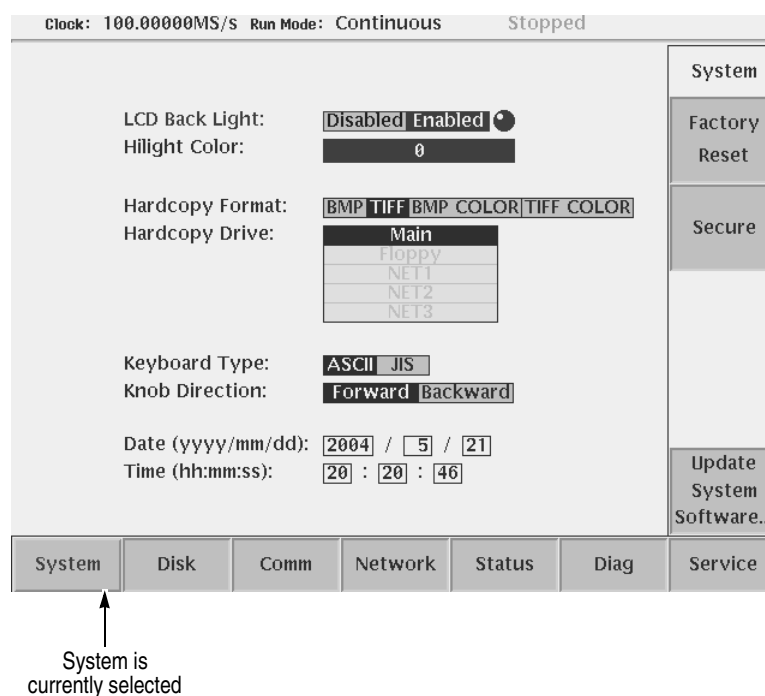 Clock: 100.00000MS/s Run Mode: Continuous Stopped
System
LCD Back Light: Disabled Enabled
Hilight Color: 0
Factory
Reset
Hardcopy Format: BMP TIFF BMP COLOR TIFF COLOR
Hardcopy Drive: Main
Floppy
NET1
NET2
NET3
Secure
Keyboard Type: ASCII JIS
Knob Direction: Forward Backward
Date (yyyy/mm/dd): 2004 / 5 / 21
Time (hh:mm:ss): 20 : 20 : 46
Update
System
Software..
System Disk Comm Network Status Diag Service
System is
currently selected